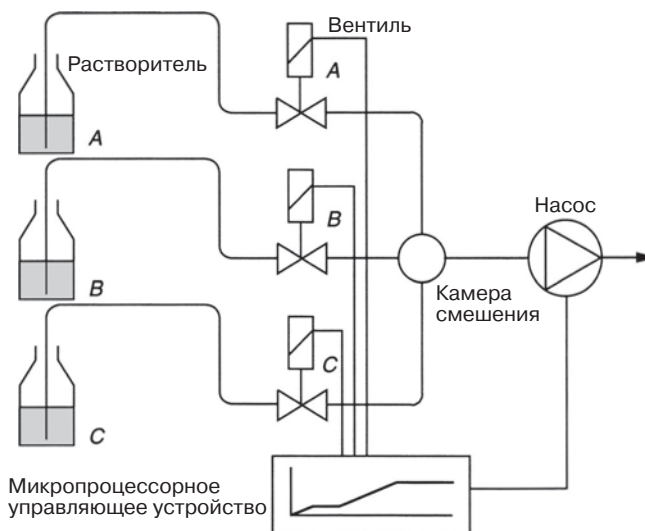 Вентиль
Растворитель
A
A
Насос
B
B
Камера
смешения
C
C
Микропроцессорное
управляющее устройство